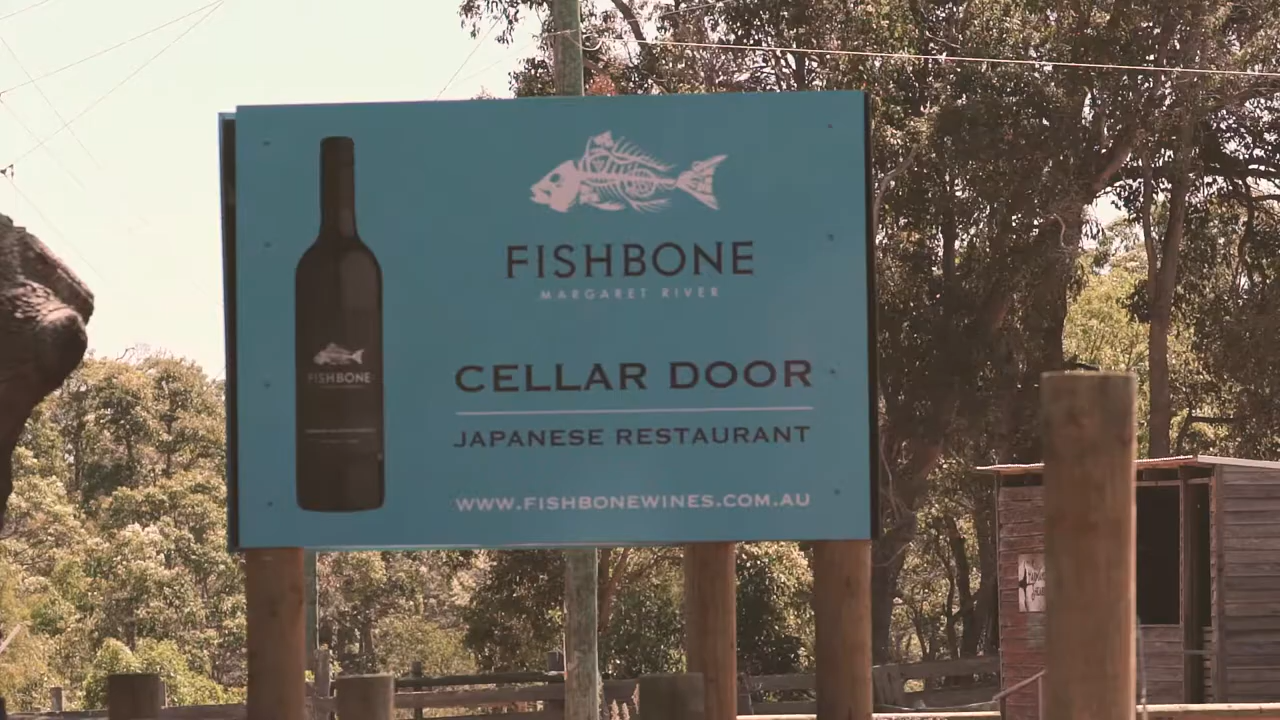 FISHBONE
MARGARET RIVER
FISHBONE
CELLAR DOOR
JAPANESE RESTAURANT
WWW.FISHBONEWINES.COM.AU